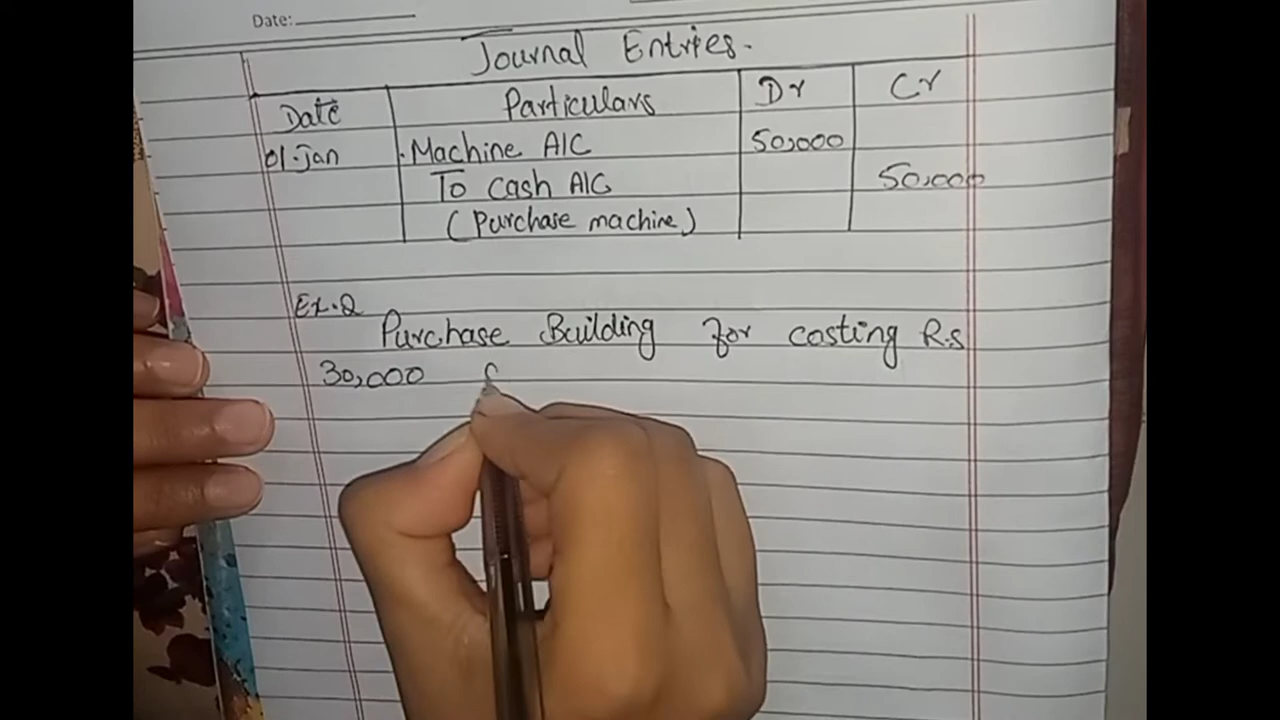 Date:
Journal Entries.
Date Particulars Dr Cr
01.Jan Machine A/C 50,000
To Cash A/C 50,000
(Purchase machine)
Ex.2
Purchase Building for costing R.s
30,000